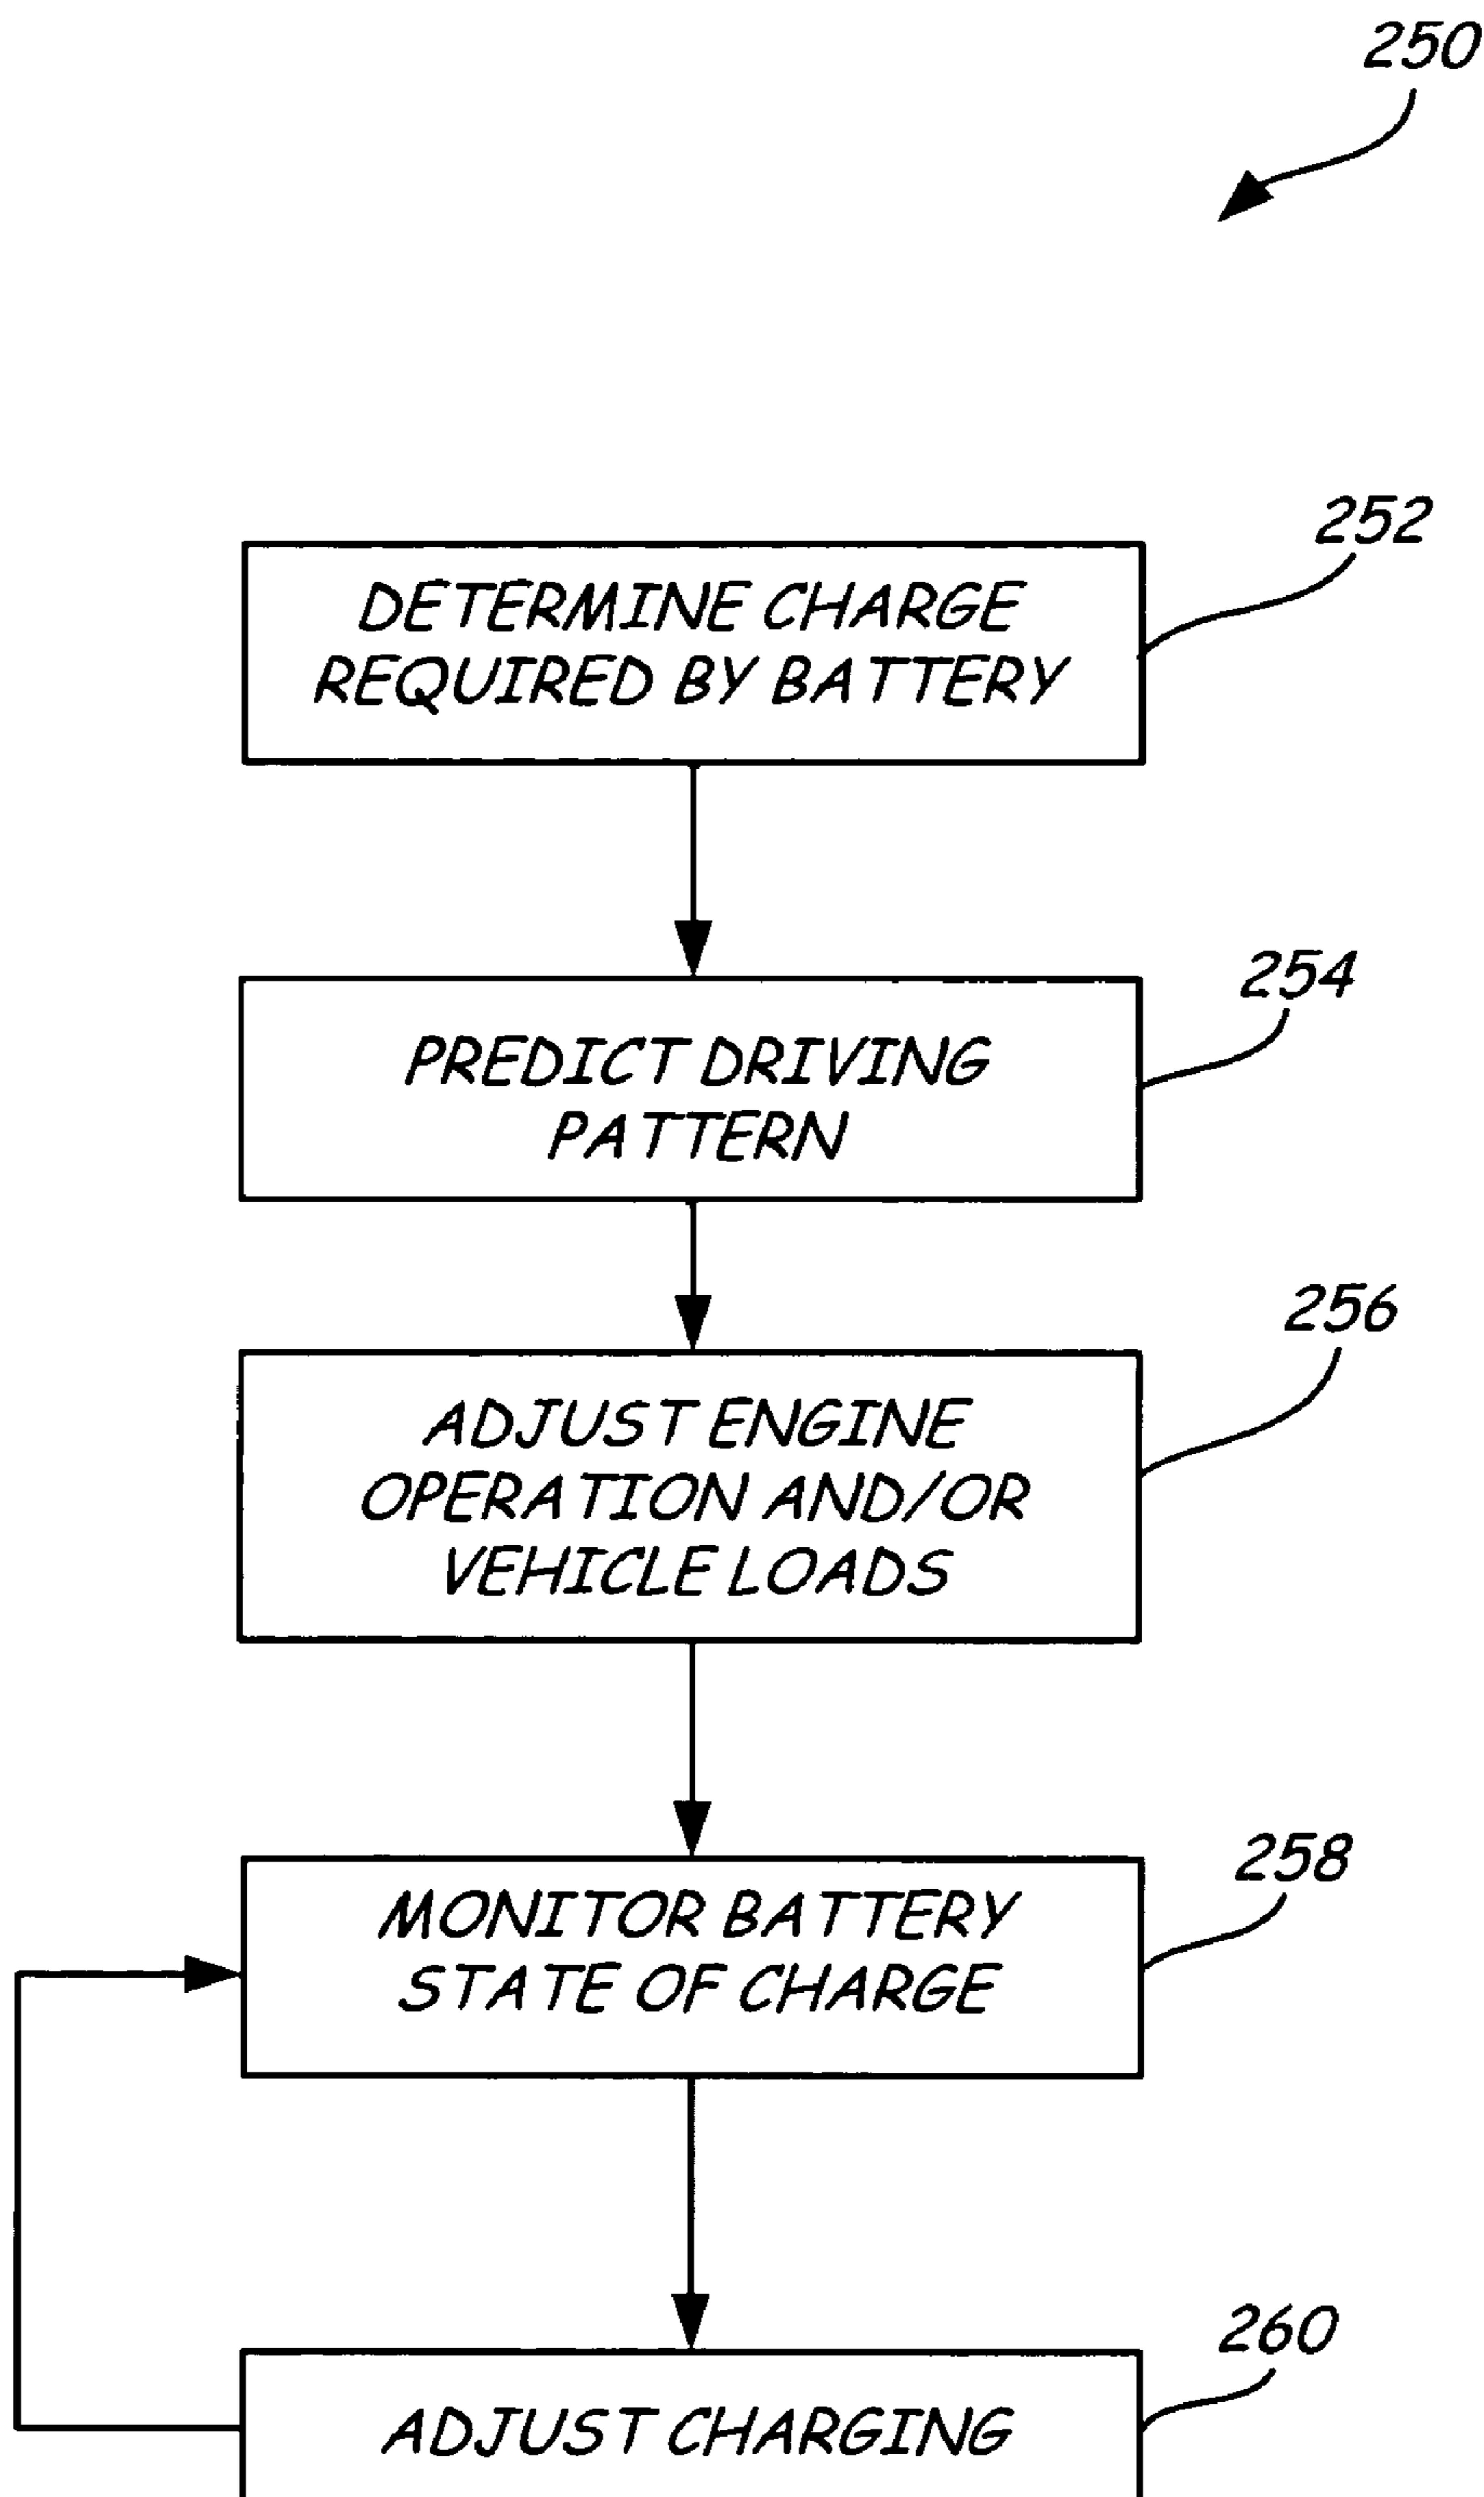 250
252
DETERMINE CHARGE
REQUIRED BY BATTERY
254
PREDICT DRIVING
PATTERN
256
ADJUST ENGINE
OPERATION AND/OR
VEHICLE LOADS
258
MONITOR BATTERY
STATE OF CHARGE
260
ADJUST CHARGING